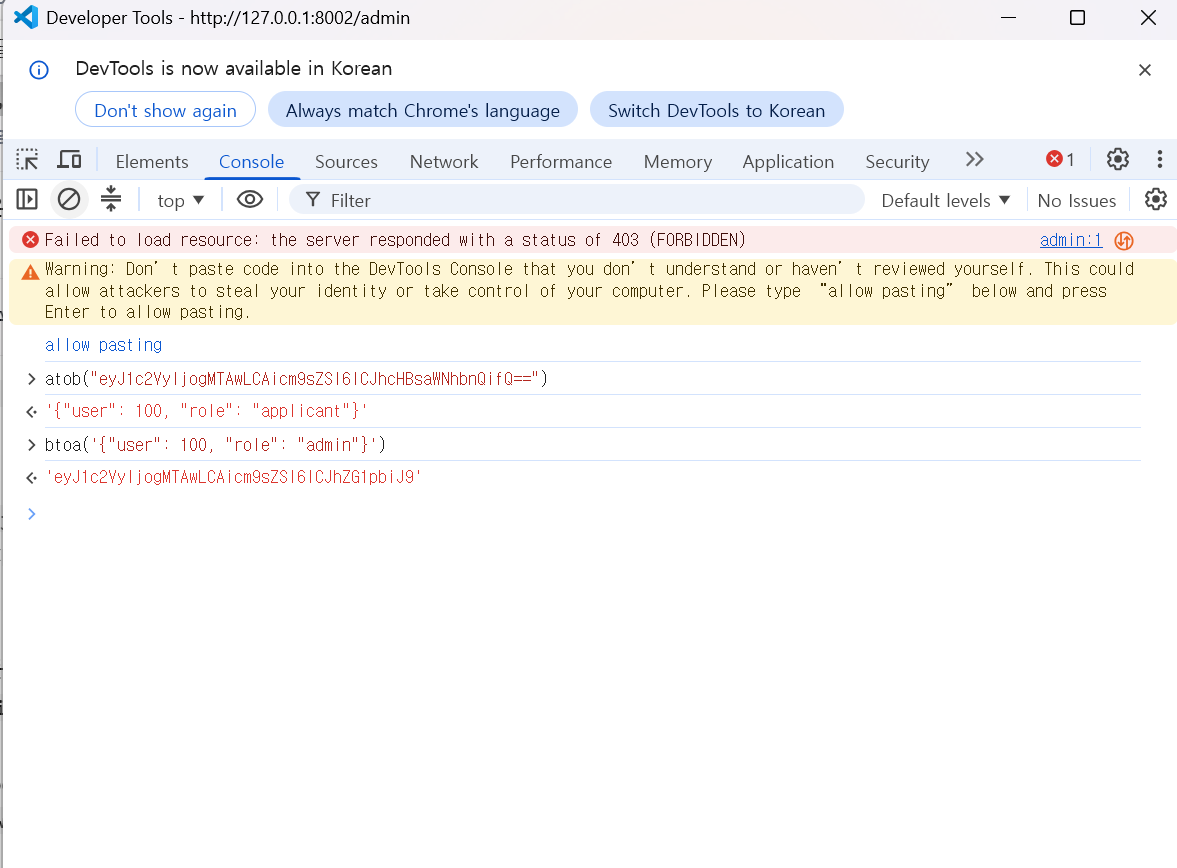 Developer Tools - http://127.0.0.1:8002/admin
DevTools is now available in Korean
Don't show again
Always match Chrome's language
Switch DevTools to Korean
Elements
Console
Sources
Network
Performance
Memory
Application
Security
1
top
Filter
Default levels
No Issues
Failed to load resource: the server responded with a status of 403 (FORBIDDEN)
admin:1
Warning: Don’t paste code into the DevTools Console that you don’t understand or haven’t reviewed yourself. This could
allow attackers to steal your identity or take control of your computer. Please type “allow pasting” below and press
Enter to allow pasting.
allow pasting
atob("eyJ1c2VyIjogMTAwLCAicm9sZSI6ICJhcHBsaWNhbnQifQ==")
'{"user": 100, "role": "applicant"}'
btoa('{"user": 100, "role": "admin"}')
'eyJ1c2VyIjogMTAwLCAicm9sZSI6ICJhZG1pbiJ9'